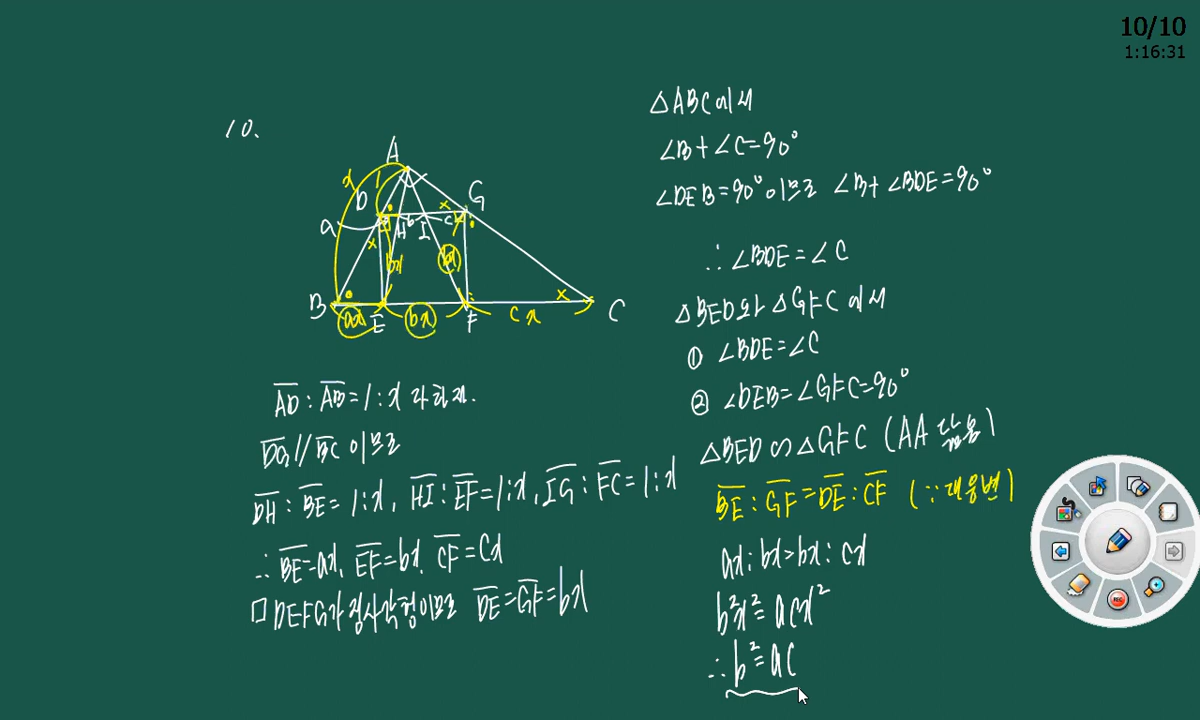 10/10
1:16:31
10.
A
x
1
D
G
x
a
H
b
I
c
x
bx
bx
B
ax
E
bx
F
cx
x
C
AD : AB = 1 : x 라 하자.
DG // BC 이므로
DH : BE = 1 : x, HI : EF = 1 : x, IG : FC = 1 : x
∴ BE = ax, EF = bx, CF = cx
□DEFG가 정사각형이므로 DE = GF = bx
△ABC에서
∠B + ∠C = 90°
∠DEB = 90° 이므로 ∠B + ∠BDE = 90°
∴ ∠BDE = ∠C
△BED와 △GFC에서
① ∠BDE = ∠C
② ∠DEB = ∠GFC = 90°
△BED ∽ △GFC (AA 닮음)
BE : GF = DE : CF (∵ 대응변)
ax : bx = bx : cx
b²x² = acx²
∴ b² = ac
REC